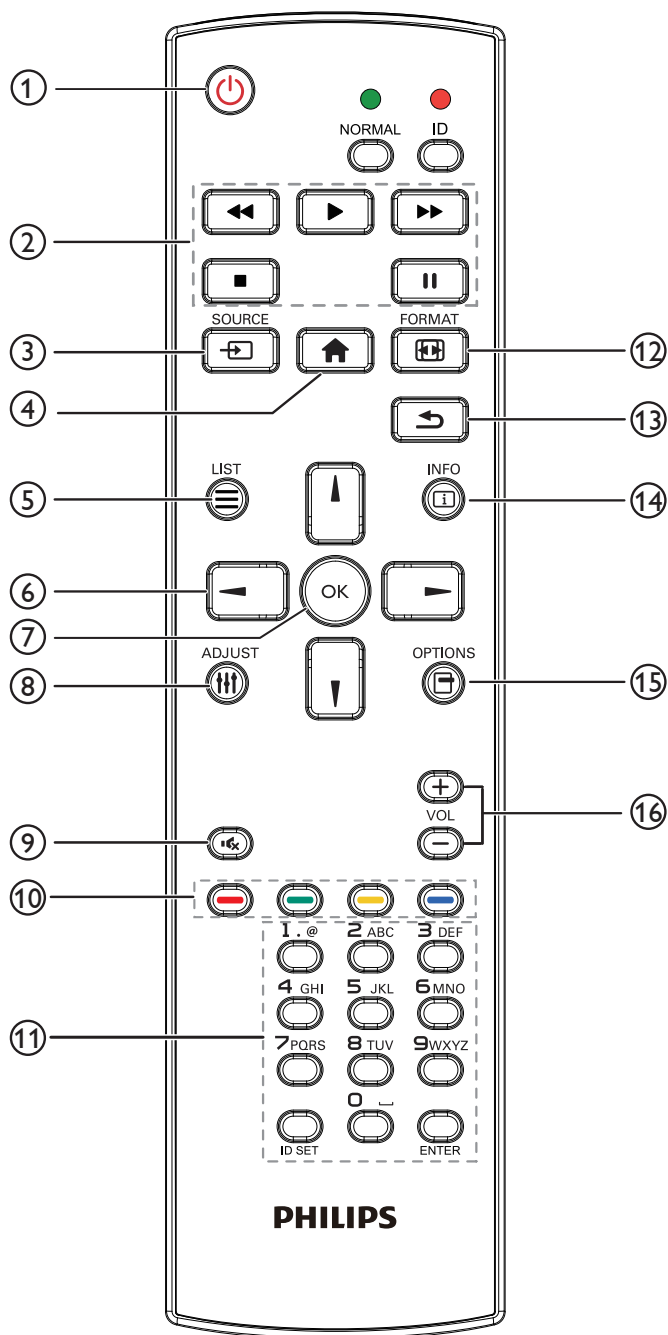 1
NORMAL ID
2
SOURCE FORMAT
3
12
4
13
LIST INFO
5
i
14
6
OK
7
ADJUST OPTIONS
8
15
+
VOL
16
−
9
10
1 . @ 2 ABC 3 DEF
4 GHI 5 JKL 6 MNO
11
7 PQRS 8 TUV 9 WXYZ
0 ⎵
ID SET ENTER
PHILIPS